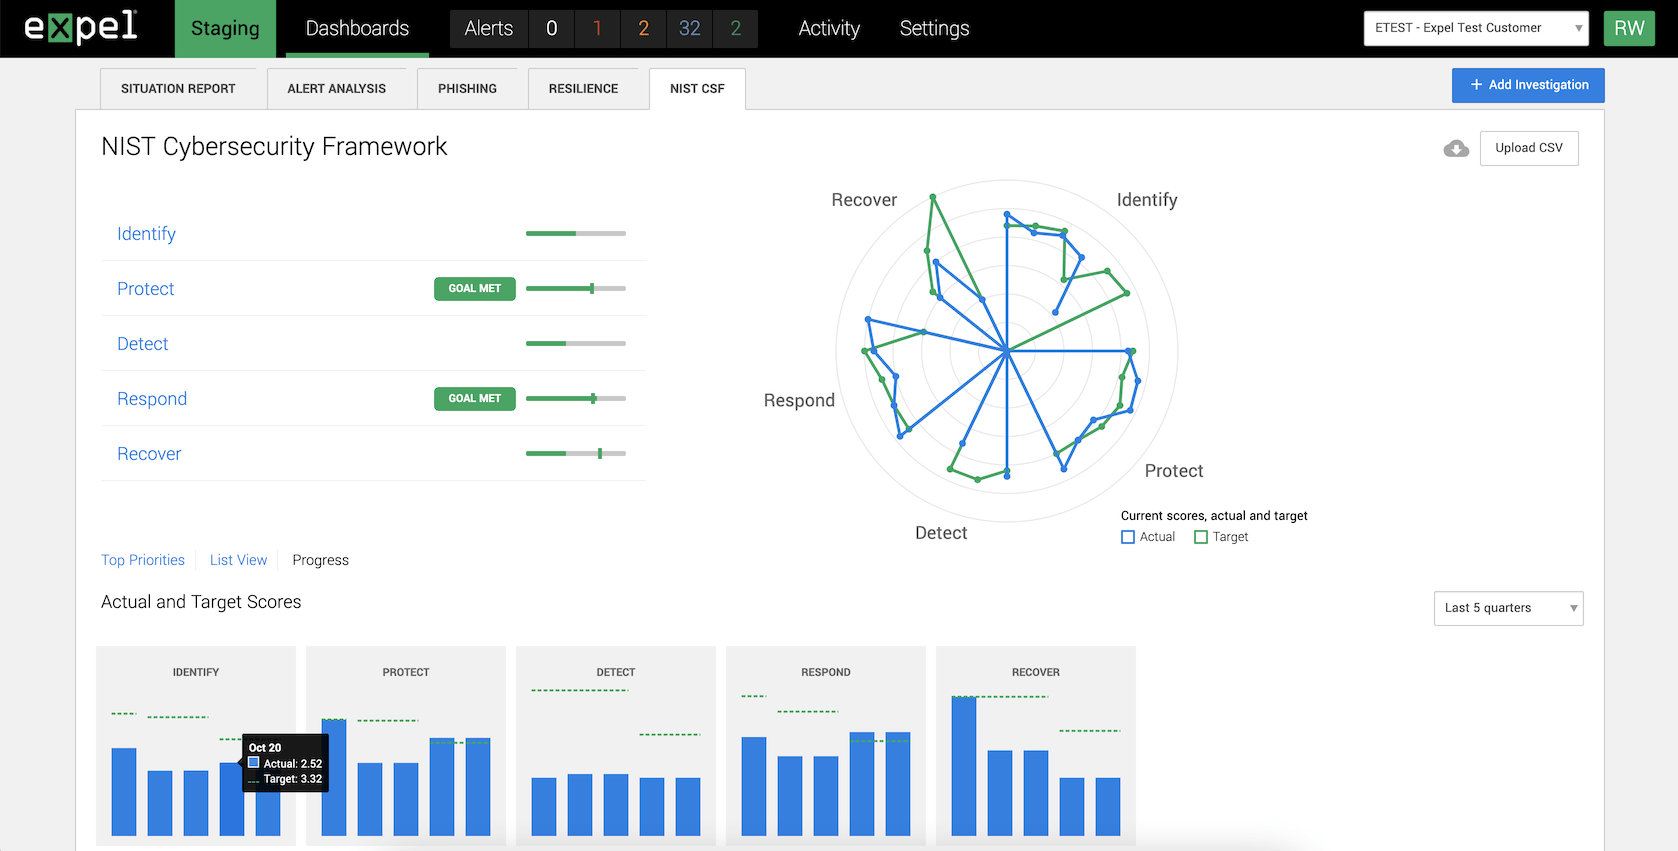 expel
Staging
Dashboards
Alerts 0 1 2 32 2
Activity
Settings
ETEST - Expel Test Customer
RW
SITUATION REPORT
ALERT ANALYSIS
PHISHING
RESILIENCE
NIST CSF
+ Add Investigation
NIST Cybersecurity Framework
Upload CSV
Identify
Protect GOAL MET
Detect
Respond GOAL MET
Recover
Recover
Identify
Respond
Protect
Detect
Current scores, actual and target
Actual Target
Top Priorities
List View
Progress
Actual and Target Scores
Last 5 quarters
IDENTIFY
Oct 20
Actual: 2.52
Target: 3.32
PROTECT
DETECT
RESPOND
RECOVER